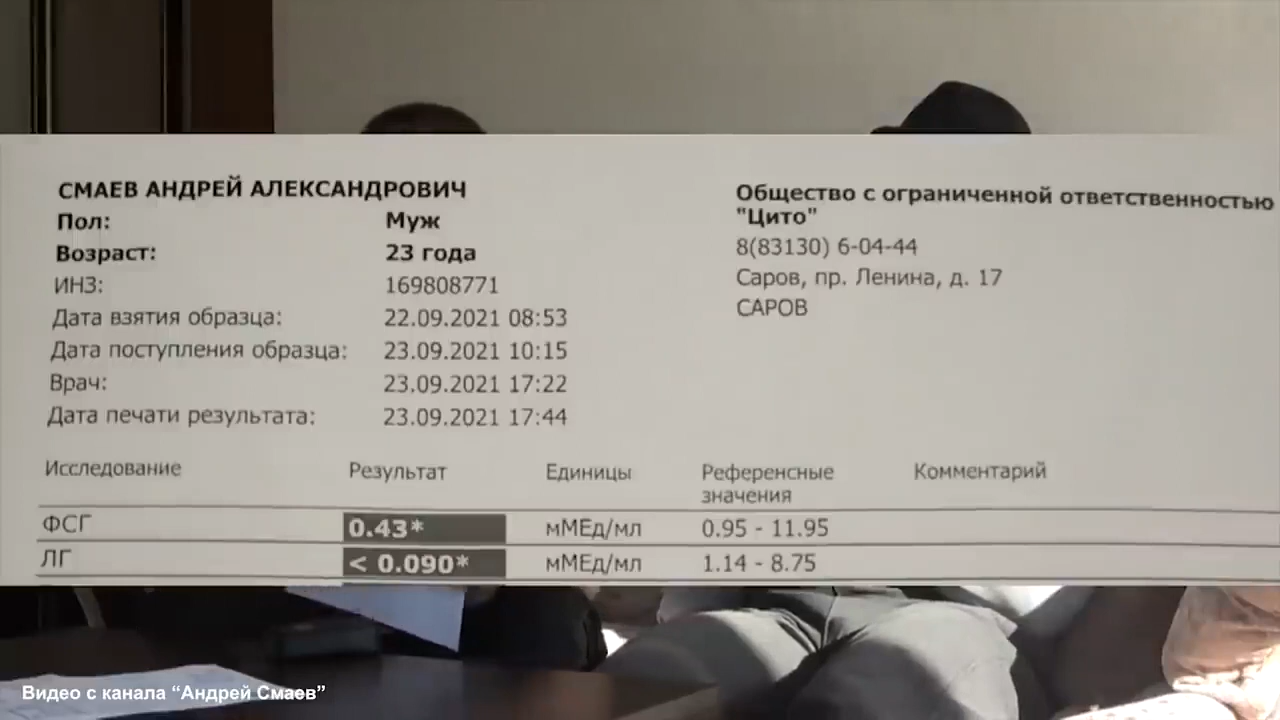 СМАЕВ АНДРЕЙ АЛЕКСАНДРОВИЧ
Пол: Муж
Возраст: 23 года
ИНЗ: 169808771
Дата взятия образца: 22.09.2021 08:53
Дата поступления образца: 23.09.2021 10:15
Врач: 23.09.2021 17:22
Дата печати результата: 23.09.2021 17:44
Общество с ограниченной ответственностью
"Цито"
8(83130) 6-04-44
Саров, пр. Ленина, д. 17
САРОВ
Исследование Результат Единицы Референсные значения Комментарий
ФСГ 0.43* мМЕд/мл 0.95 - 11.95
ЛГ < 0.090* мМЕд/мл 1.14 - 8.75
Видео с канала “Андрей Смаев”